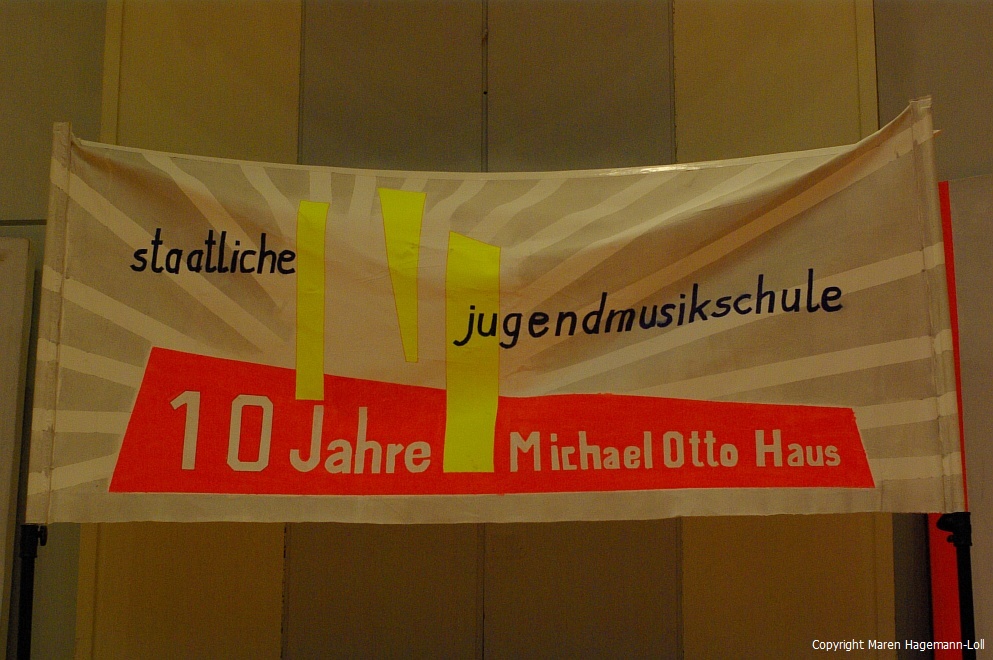 staatliche
jugendmusikschule
10 Jahre Michael Otto Haus
Copyright Maren Hagemann-Loll